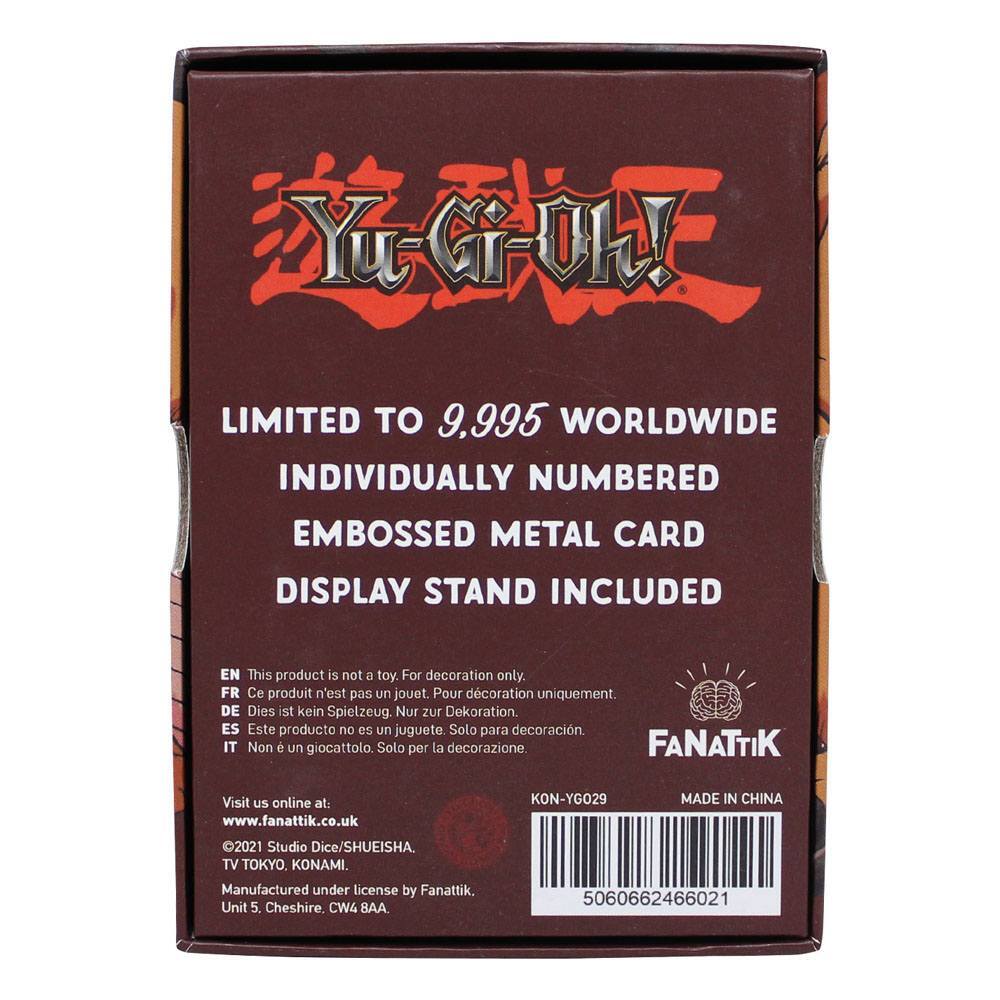 遊戯王
Yu-Gi-Oh!®
LIMITED TO 9,995 WORLDWIDE
INDIVIDUALLY NUMBERED
EMBOSSED METAL CARD
DISPLAY STAND INCLUDED
EN This product is not a toy. For decoration only.
FR Ce produit n'est pas un jouet. Pour décoration uniquement.
DE Dies ist kein Spielzeug. Nur zur Dekoration.
ES Este producto no es un juguete. Solo para decoración.
IT Non é un giocattolo. Solo per la decorazione.
FaNATtiK
Visit us online at:
www.fanattik.co.uk
©2021 Studio Dice/SHUEISHA,
TV TOKYO, KONAMI.
Manufactured under license by Fanattik,
Unit 5, Cheshire, CW4 8AA.
KON-YGO29 MADE IN CHINA
5060662466021